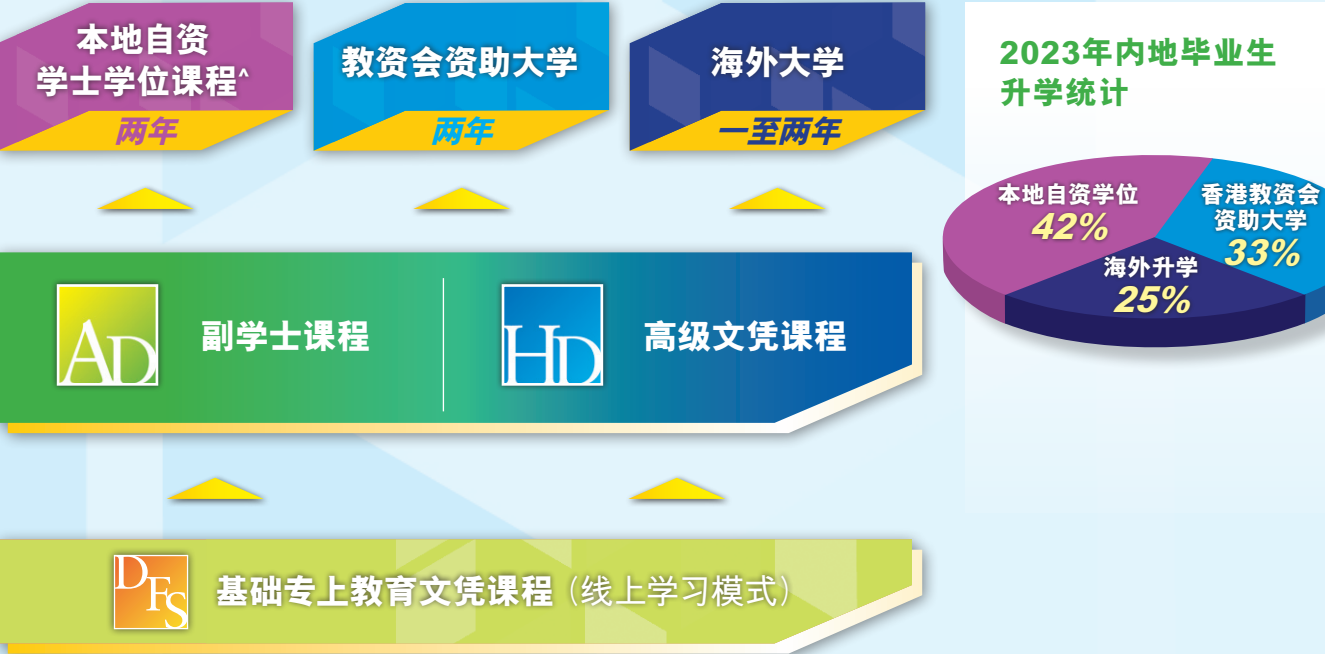 本地自资
学士学位课程^
两年
教资会资助大学
两年
海外大学
一至两年
2023年内地毕业生
升学统计
本地自资学位
42%
香港教资会
资助大学
33%
海外升学
25%
AD
副学士课程
HD
高级文凭课程
DFS
基础专上教育文凭课程（线上学习模式）